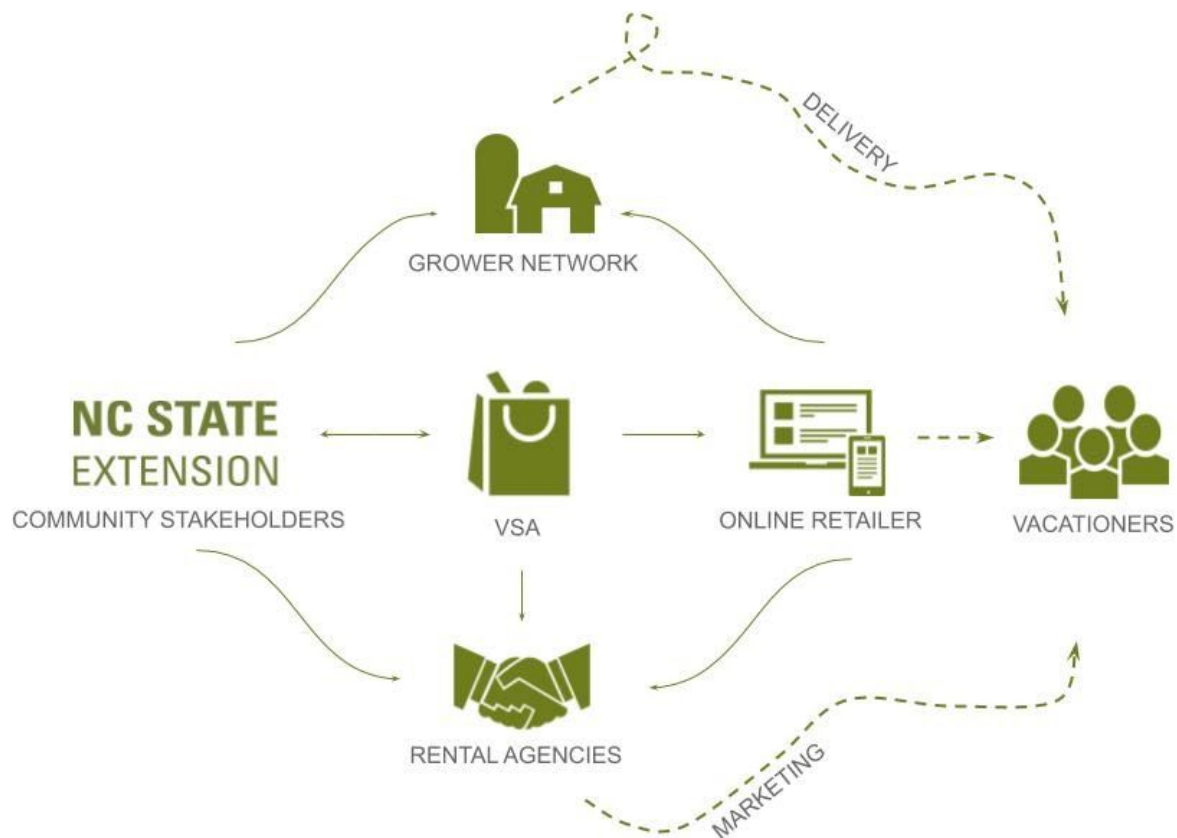 DELIVERY
GROWER NETWORK
NC STATE
EXTENSION
COMMUNITY STAKEHOLDERS
VSA
ONLINE RETAILER
VACATIONERS
RENTAL AGENCIES
MARKETING